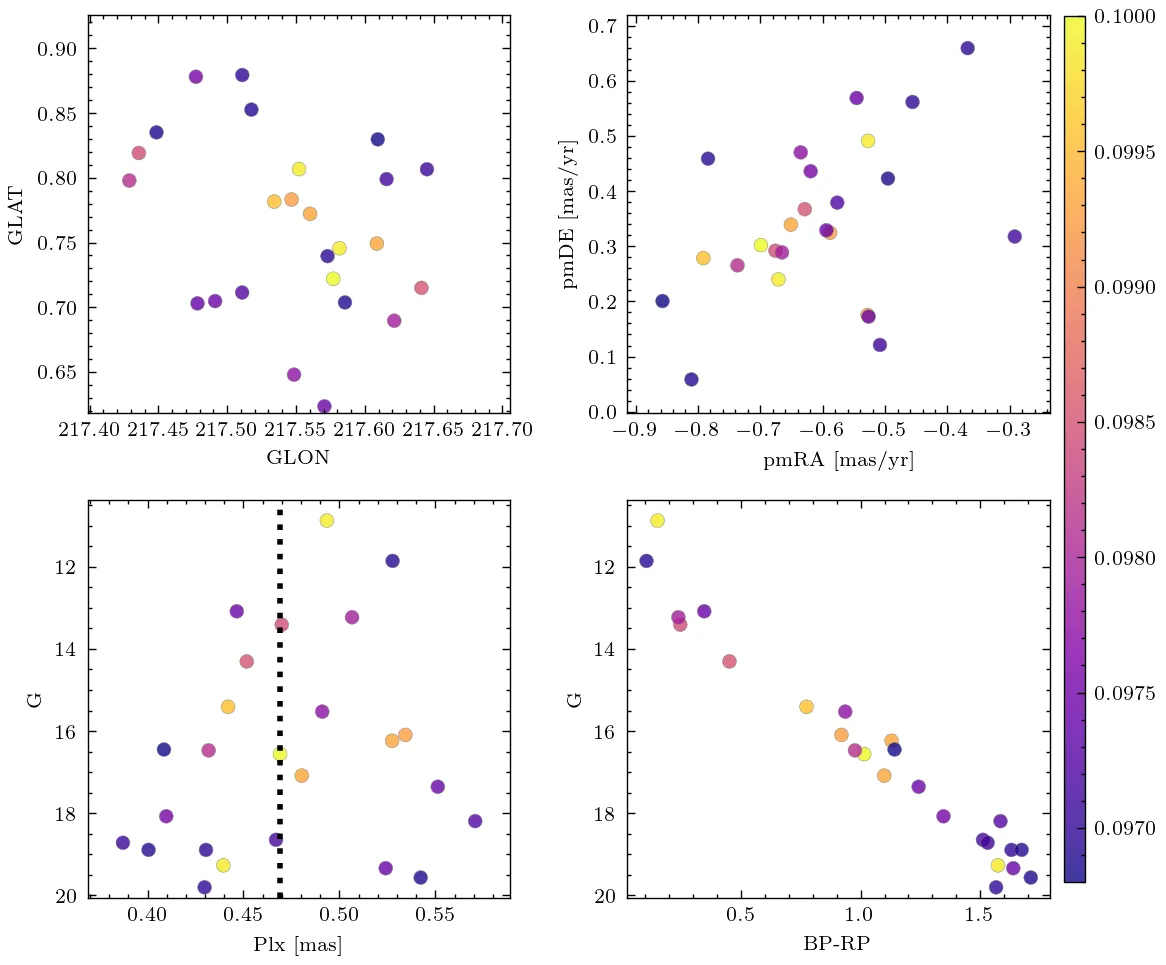 0.90
0.85
0.80
0.75
0.70
0.65
GLAT
217.40 217.45 217.50 217.55 217.60 217.65 217.70
GLON
0.7
0.6
0.5
0.4
0.3
0.2
0.1
0.0
pmDE [mas/yr]
−0.9 −0.8 −0.7 −0.6 −0.5 −0.4 −0.3
pmRA [mas/yr]
0.1000
0.0995
0.0990
0.0985
0.0980
0.0975
0.0970
12
14
16
18
20
G
0.40 0.45 0.50 0.55
Plx [mas]
12
14
16
18
20
G
0.5 1.0 1.5
BP-RP